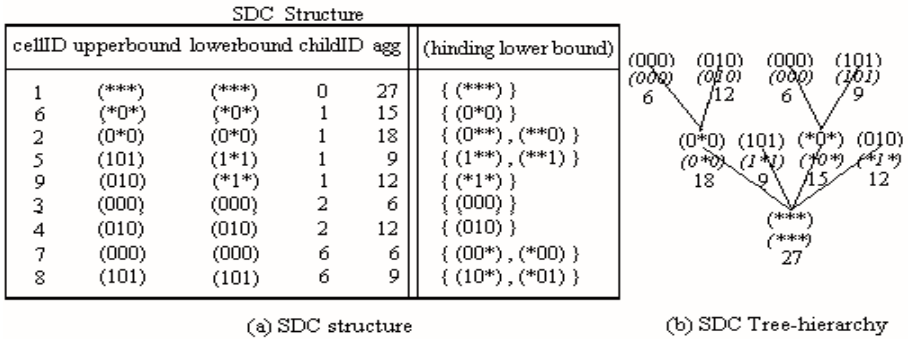 SDC Structure
cellID upperbound lowerbound childID agg (hinding lower bound)
1 (***) (***) 0 27 { (***) }
6 (*0*) (*0*) 1 15 { (0*0) }
2 (0*0) (0*0) 1 18 { (0**) , (**0) }
5 (101) (1*1) 1 9 { (1**) , (**1) }
9 (010) (*1*) 1 12 { (*1*) }
3 (000) (000) 2 6 { (000) }
4 (010) (010) 2 12 { (010) }
7 (000) (000) 6 6 { (00*) , (*00) }
8 (101) (101) 6 9 { (10*) , (*01) }
(a) SDC structure
(000) (010) (000) (101)
(000) (010) (000) (101)
6 12 6 9
(0*0) (101) (*0*) (010)
(0*0) (1*1) (*0*) (*1*)
18 9 15 12
(***)
(***)
27
(b) SDC Tree-hierarchy